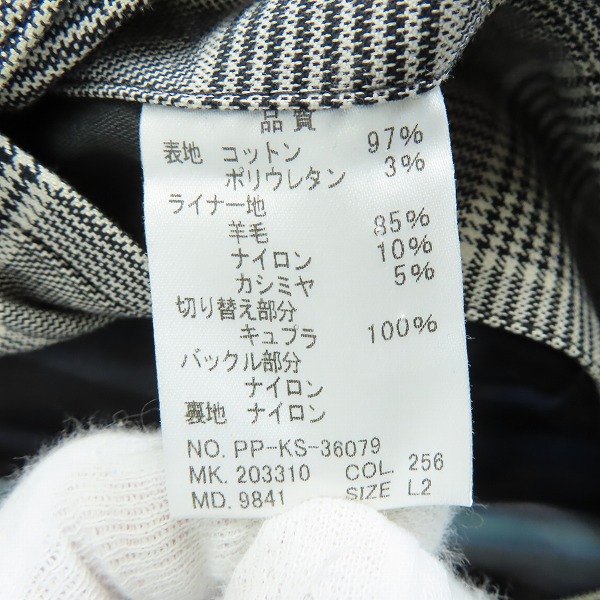 品質
表地 コットン 97%
ポリウレタン 3%
ライナー地
羊毛 85%
ナイロン 10%
カシミヤ 5%
切り替え部分
キュプラ 100%
バックル部分
ナイロン
裏地 ナイロン
NO. PP-KS-36079
MK. 203310 COL. 256
MD. 9841 SIZE L2